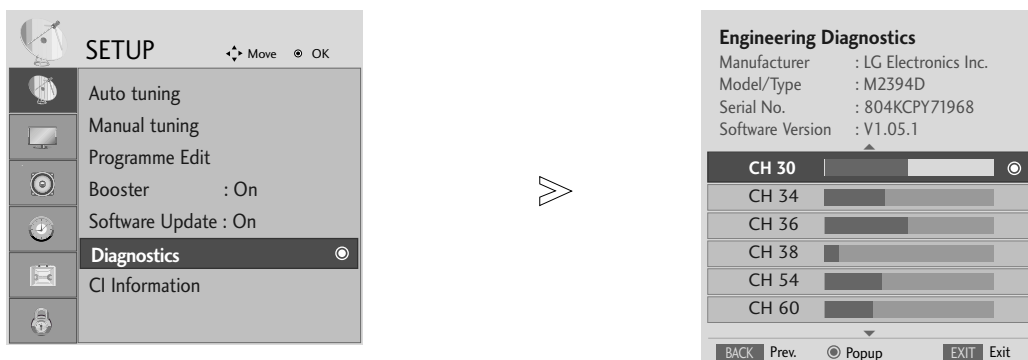 SETUP
Move OK
Auto tuning
Manual tuning
Programme Edit
Booster : On
Software Update : On
Diagnostics
CI Information
Engineering Diagnostics
Manufacturer : LG Electronics Inc.
Model/Type : M2394D
Serial No. : 804KCPY71968
Software Version : V1.05.1
CH 30
CH 34
CH 36
CH 38
CH 54
CH 60
BACK Prev. Popup EXIT Exit